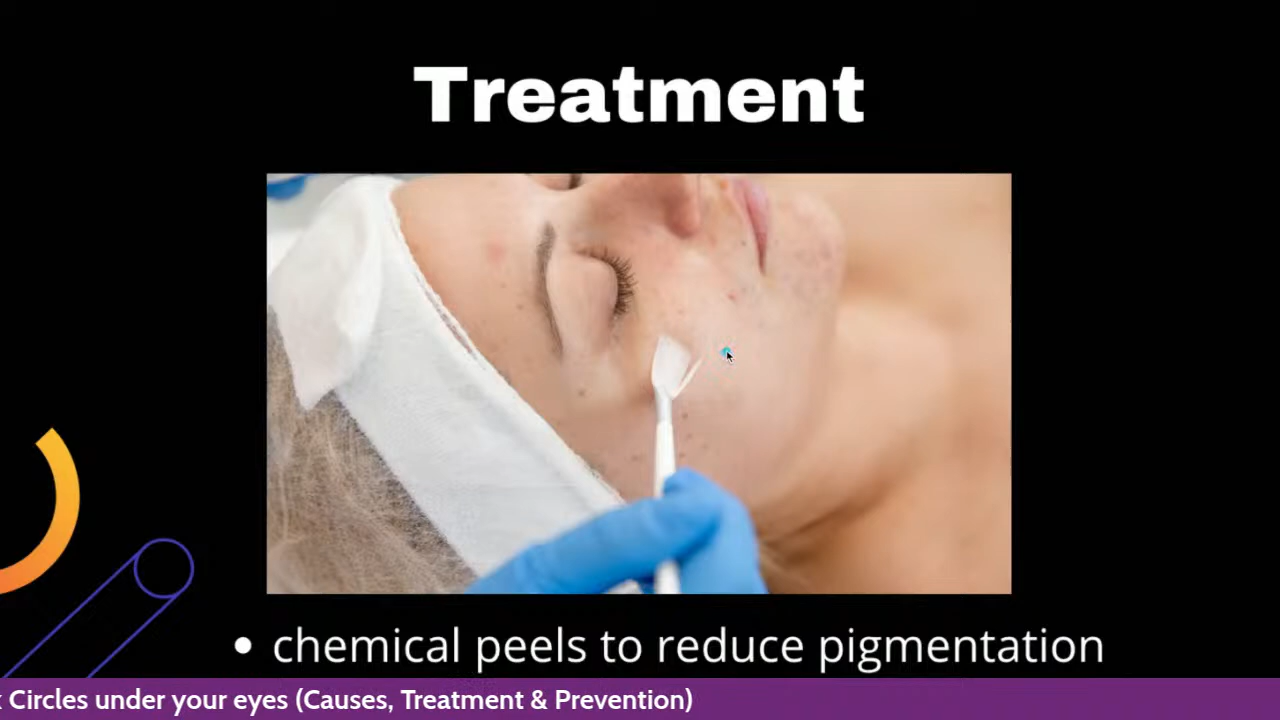 Treatment
• chemical peels to reduce pigmentation
Circles under your eyes (Causes, Treatment & Prevention)